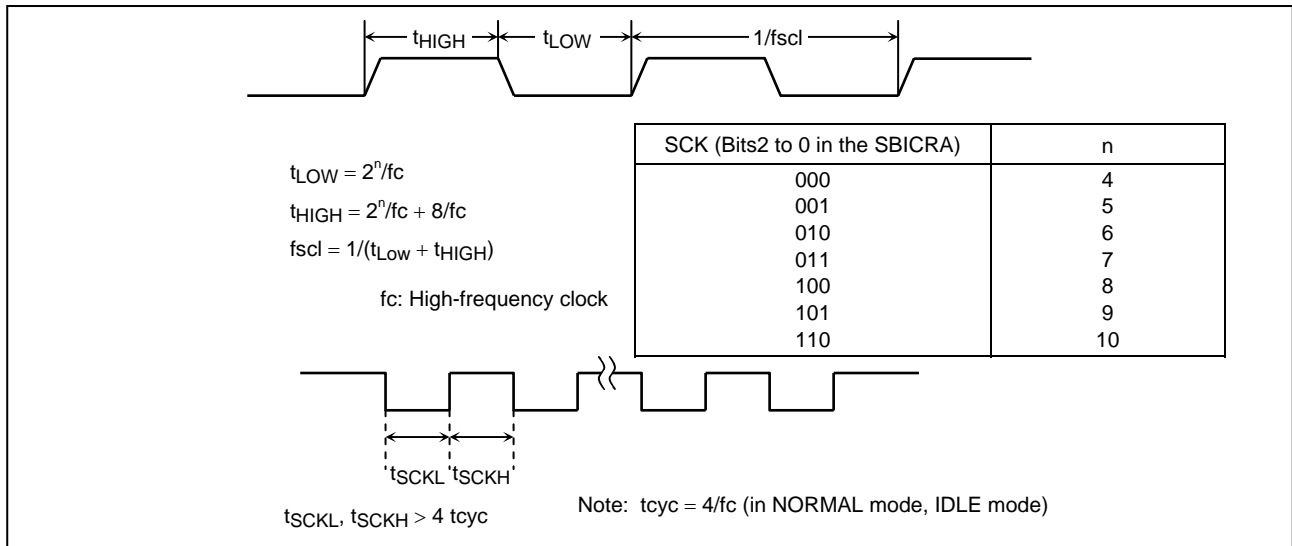 tHIGH tLOW 1/fscl
SCK (Bits2 to 0 in the SBICRA) n
000 4
001 5
010 6
011 7
100 8
101 9
110 10
tLOW = 2^n/fc
tHIGH = 2^n/fc + 8/fc
fscl = 1/(tLow + tHIGH)
fc: High-frequency clock
tSCKL tSCKH
tSCKL, tSCKH > 4 tcyc
Note: tcyc = 4/fc (in NORMAL mode, IDLE mode)